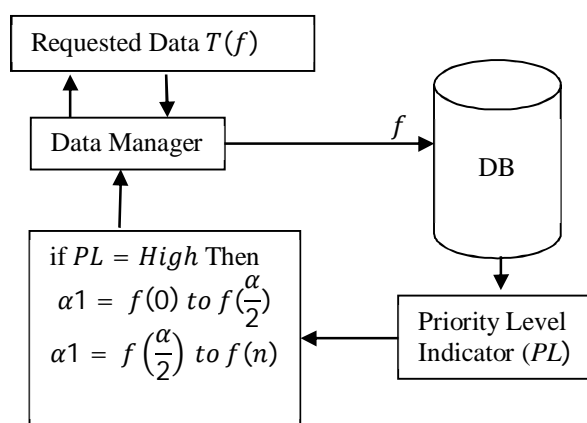 Requested Data T(f)
Data Manager
f
DB
if PL = High Then
α1 = f(0) to f(α/2)
α1 = f(α/2) to f(n)
Priority Level
Indicator (PL)